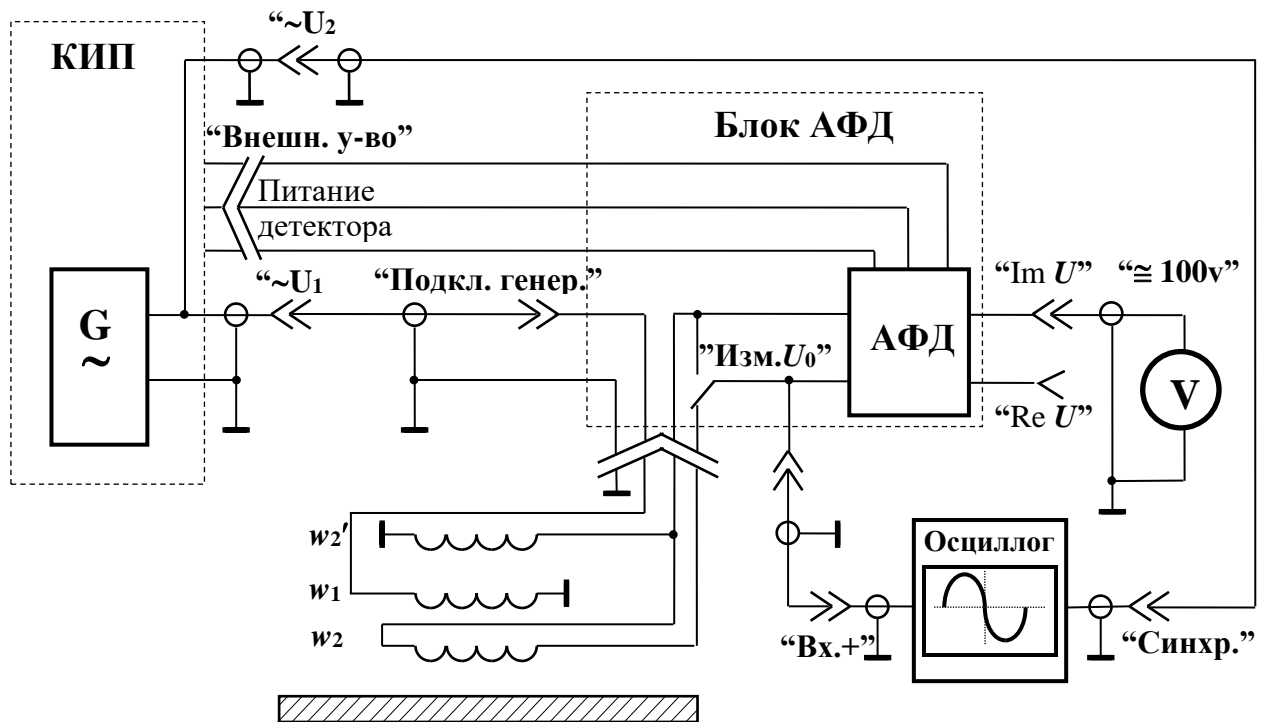 “~U2”
КИП
“Внешн. у-во”
Блок АФД
Питание
детектора
“~U1
“Подкл. генер.”
“Im U”
“≅ 100v”
G
~
АФД
”Изм.U0”
V
“Re U”
w2′
w1
w2
Осциллог
“Вх.+”
“Синхр.”